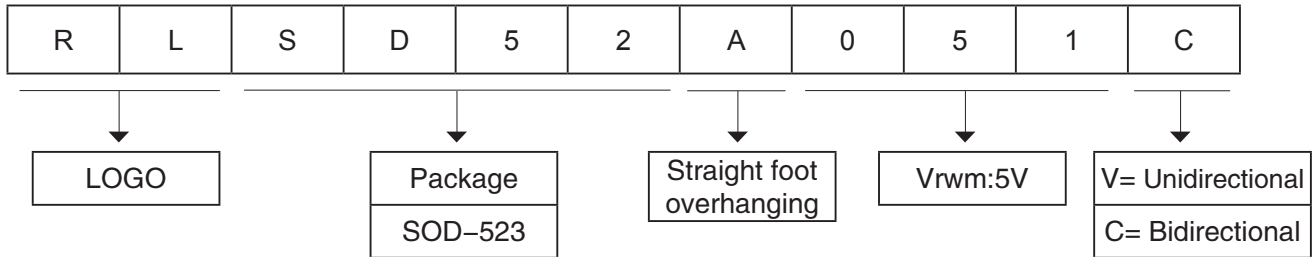 R L S D 5 2 A 0 5 1 C
LOGO
Package
SOD−523
Straight foot
overhanging
Vrwm:5V
V= Unidirectional
C= Bidirectional